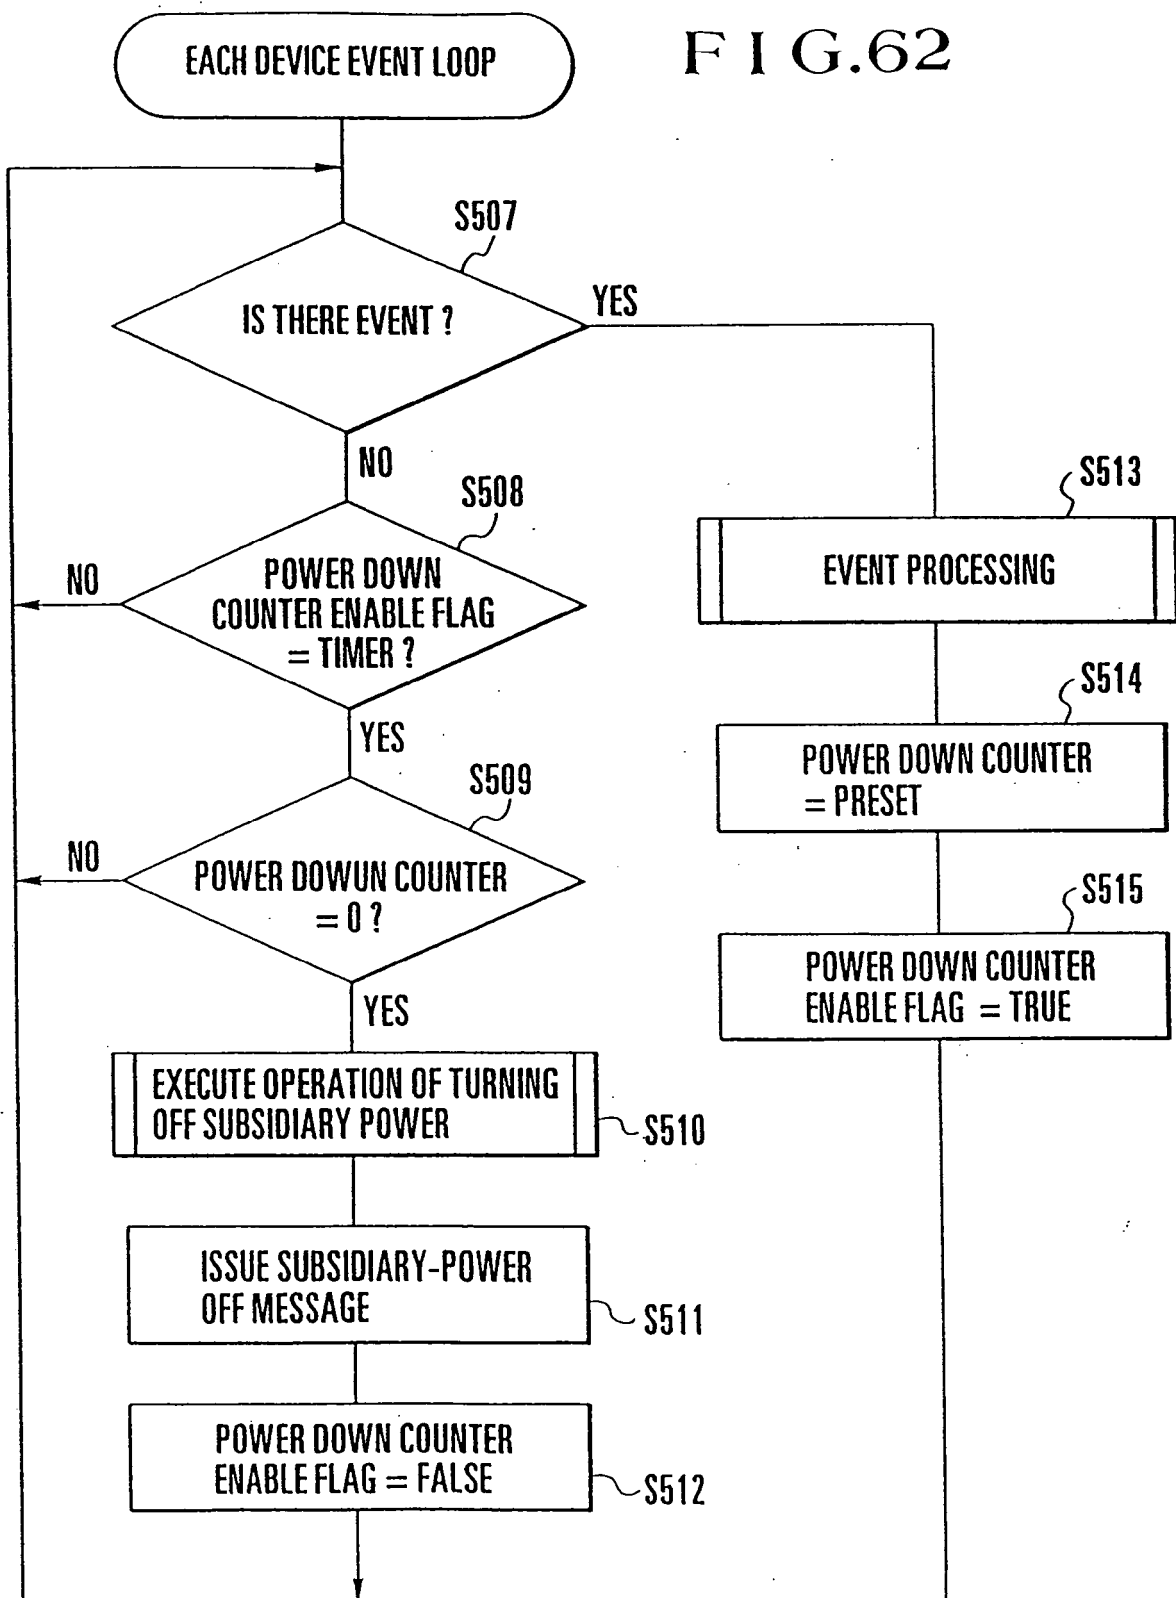 FIG.62
EACH DEVICE EVENT LOOP
S507
IS THERE EVENT ?
YES
NO
S508
POWER DOWN
COUNTER ENABLE FLAG
= TIMER ?
NO
YES
S509
POWER DOWUN COUNTER
= 0 ?
NO
YES
EXECUTE OPERATION OF TURNING
OFF SUBSIDIARY POWER
S510
ISSUE SUBSIDIARY-POWER
OFF MESSAGE
S511
POWER DOWN COUNTER
ENABLE FLAG = FALSE
S512
S513
EVENT PROCESSING
S514
POWER DOWN COUNTER
= PRESET
S515
POWER DOWN COUNTER
ENABLE FLAG = TRUE